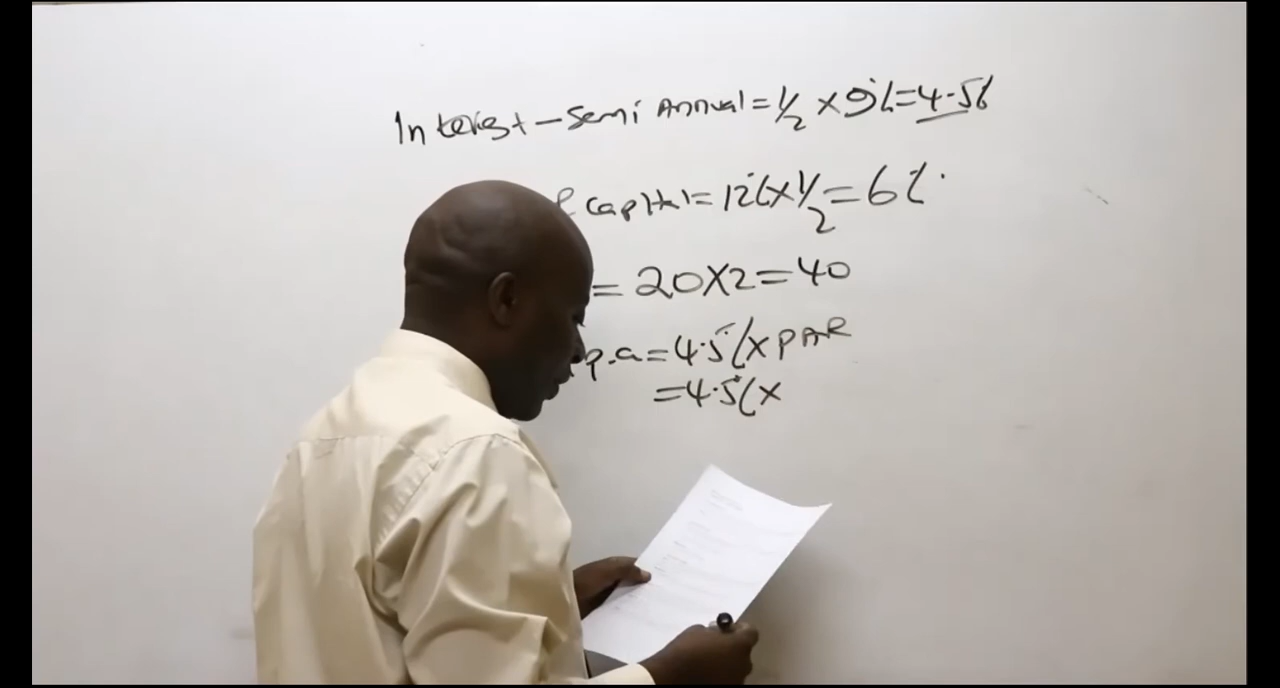 Interest - Semi Annual = 1/2 x 9% = 4.5%
Capital = 12% x 1/2 = 6%.
= 20 x 2 = 40
p.a = 4.5% x PAR
= 4.5% x